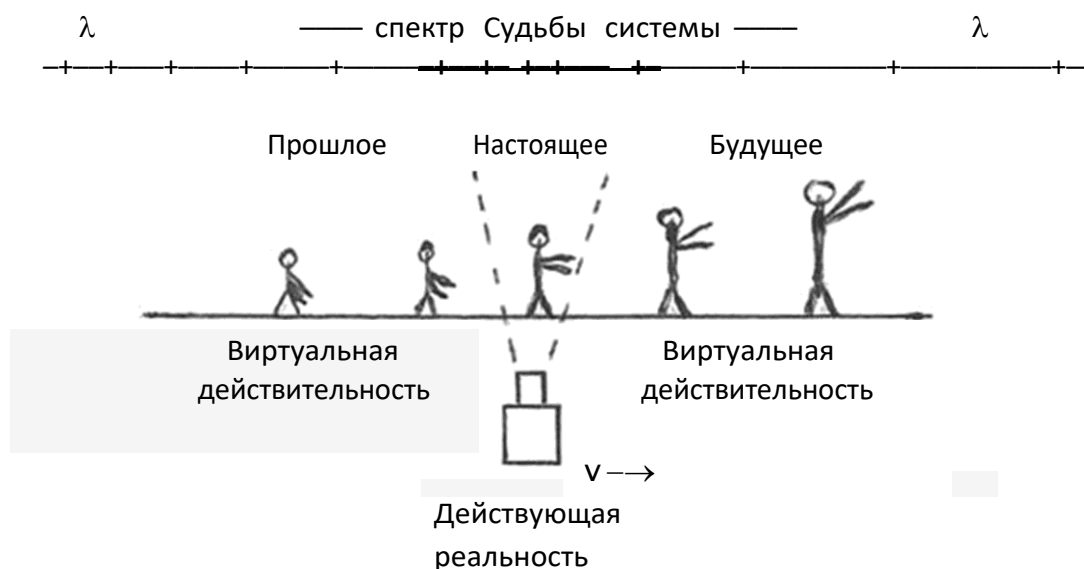 λ —— спектр Судьбы системы —— λ
–+––+–––+––––+–––––+––––––+––+––+–+––––+––––––+–––––––––+––––––––––+–
Прошлое Настоящее Будущее
Виртуальная Виртуальная
действительность действительность
v –→
Действующая
реальность